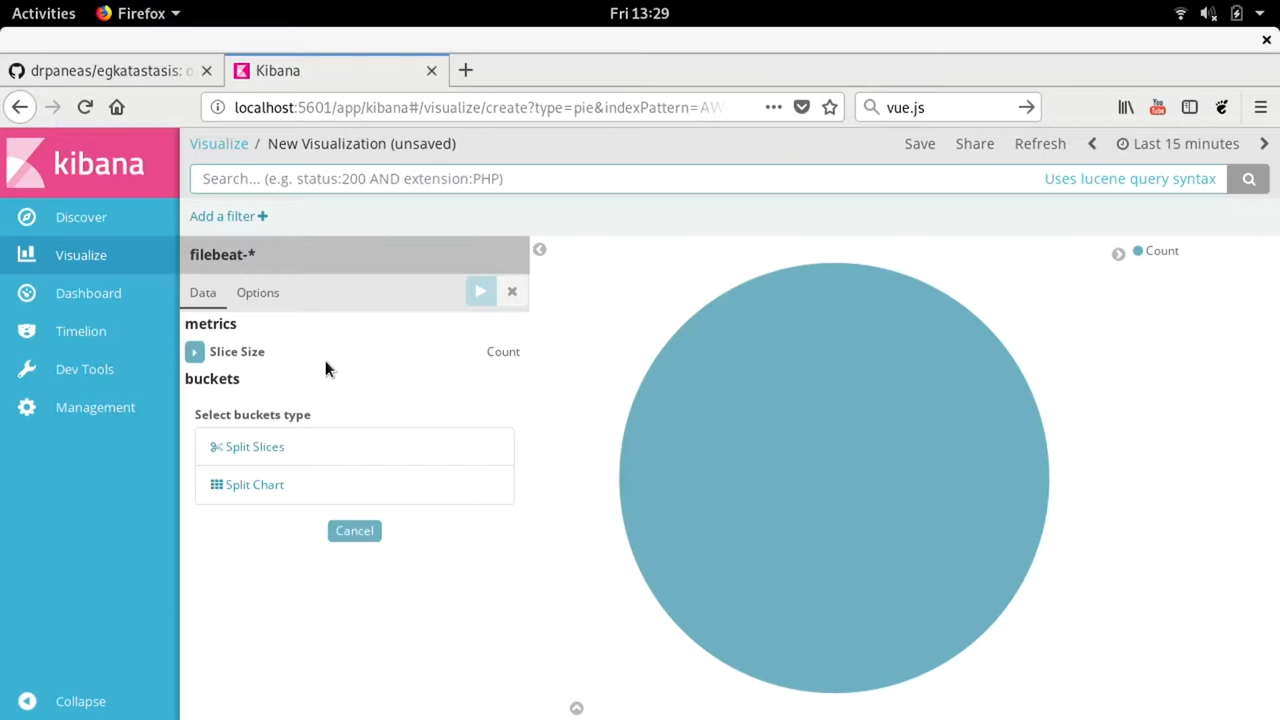 Activities Firefox Fri 13:29
drpaneas/egkatastasis: o Kibana
localhost:5601/app/kibana#/visualize/create?type=pie&indexPattern=AW vue.js
kibana Visualize / New Visualization (unsaved) Save Share Refresh Last 15 minutes
Search... (e.g. status:200 AND extension:PHP) Uses lucene query syntax
Discover
Visualize
Dashboard
Timelion
Dev Tools
Management
Collapse
Add a filter
filebeat-*
Data Options
metrics
Slice Size Count
buckets
Select buckets type
Split Slices
Split Chart
Cancel
Count